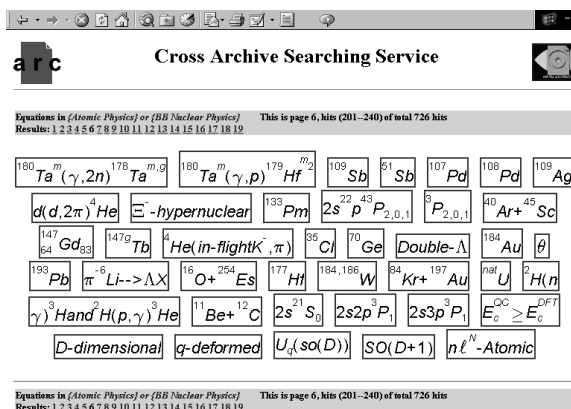 arc
Cross Archive Searching Service
Equations in {Atomic Physics} or {BB Nuclear Physics} This is page 6, hits (201--240) of total 726 hits
Results: 1 2 3 4 5 6 7 8 9 10 11 12 13 14 15 16 17 18 19
¹⁸⁰Taᵐ(γ,2n)¹⁷⁸Taᵐ,ᵍ ¹⁸⁰Taᵐ(γ,p)¹⁷⁹Hfᵐ₂ ¹⁰⁹Sb ⁵¹Sb ¹⁰⁷Pd ¹⁰⁸Pd ¹⁰⁹Ag
d(d,2π)⁴He Ξ⁻-hypernuclear ¹³³Pm 2s²²p⁴³P₂,₀,₁ ³P₂,₀,₁ ⁴⁰Ar+⁴⁵Sc
¹⁴⁷₆₄Gd₈₃ ¹⁴⁷ᵍTb ⁴He(in-flightK⁻,π) ³⁵Cl ⁷⁰Ge Double-Λ ¹⁸⁴Au θ
¹⁹³Pb π⁻⁶Li-->ΛX ¹⁶O+²⁵⁴Es ¹⁷⁷Hf ¹⁸⁴,¹⁸⁶W ⁸⁴Kr+¹⁹⁷Au ⁿᵃᵗU ²H(n
γ)³Hand²H(p,γ)³He ¹¹Be+¹²C 2s²¹S₀ 2s2p³P₁ 2s3p³P₁ E_c^QC≥E_c^DFT
D-dimensional q-deformed U_q(so(D)) SO(D+1) nℓᴺ-Atomic
Equations in {Atomic Physics} or {BB Nuclear Physics} This is page 6, hits (201--240) of total 726 hits
Results: 1 2 3 4 5 6 7 8 9 10 11 12 13 14 15 16 17 18 19